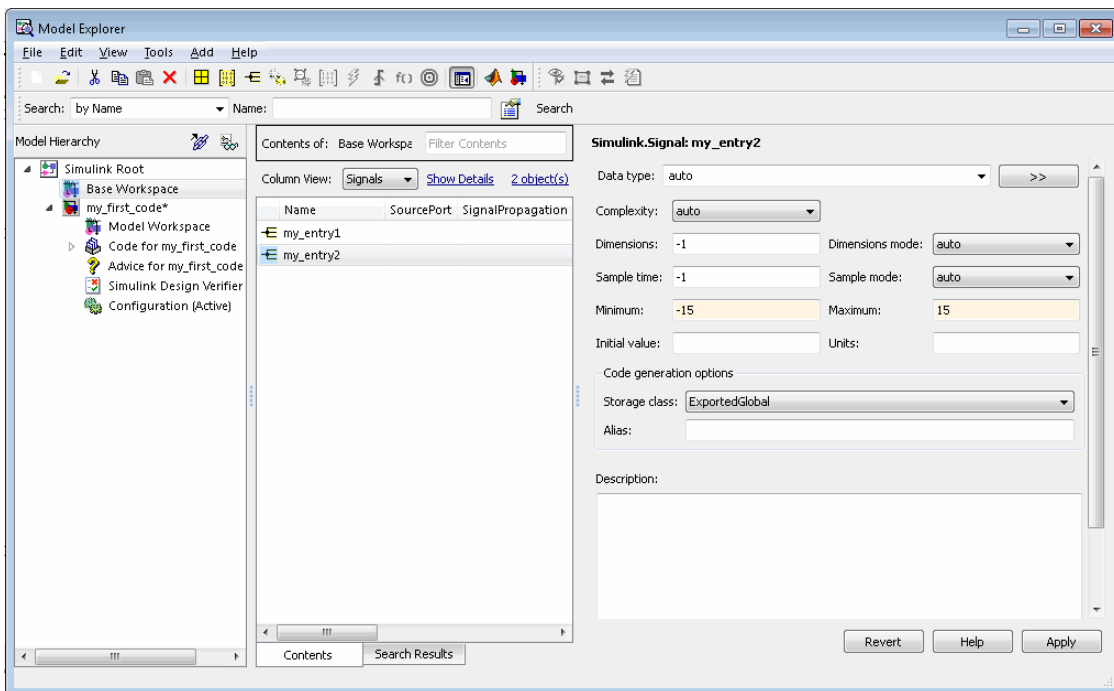 Model Explorer
File Edit View Tools Add Help
f()
Search: by Name Name: Search
Model Hierarchy
Simulink Root
Base Workspace
my_first_code*
Model Workspace
Code for my_first_code
Advice for my_first_code
Simulink Design Verifier
Configuration (Active)
Contents of: Base Workspa Filter Contents
Column View: Signals Show Details 2 object(s)
Name SourcePort SignalPropagation
my_entry1
my_entry2
Contents Search Results
Simulink.Signal: my_entry2
Data type: auto >>
Complexity: auto
Dimensions: -1 Dimensions mode: auto
Sample time: -1 Sample mode: auto
Minimum: -15 Maximum: 15
Initial value: Units:
Code generation options
Storage class: ExportedGlobal
Alias:
Description:
Revert Help Apply